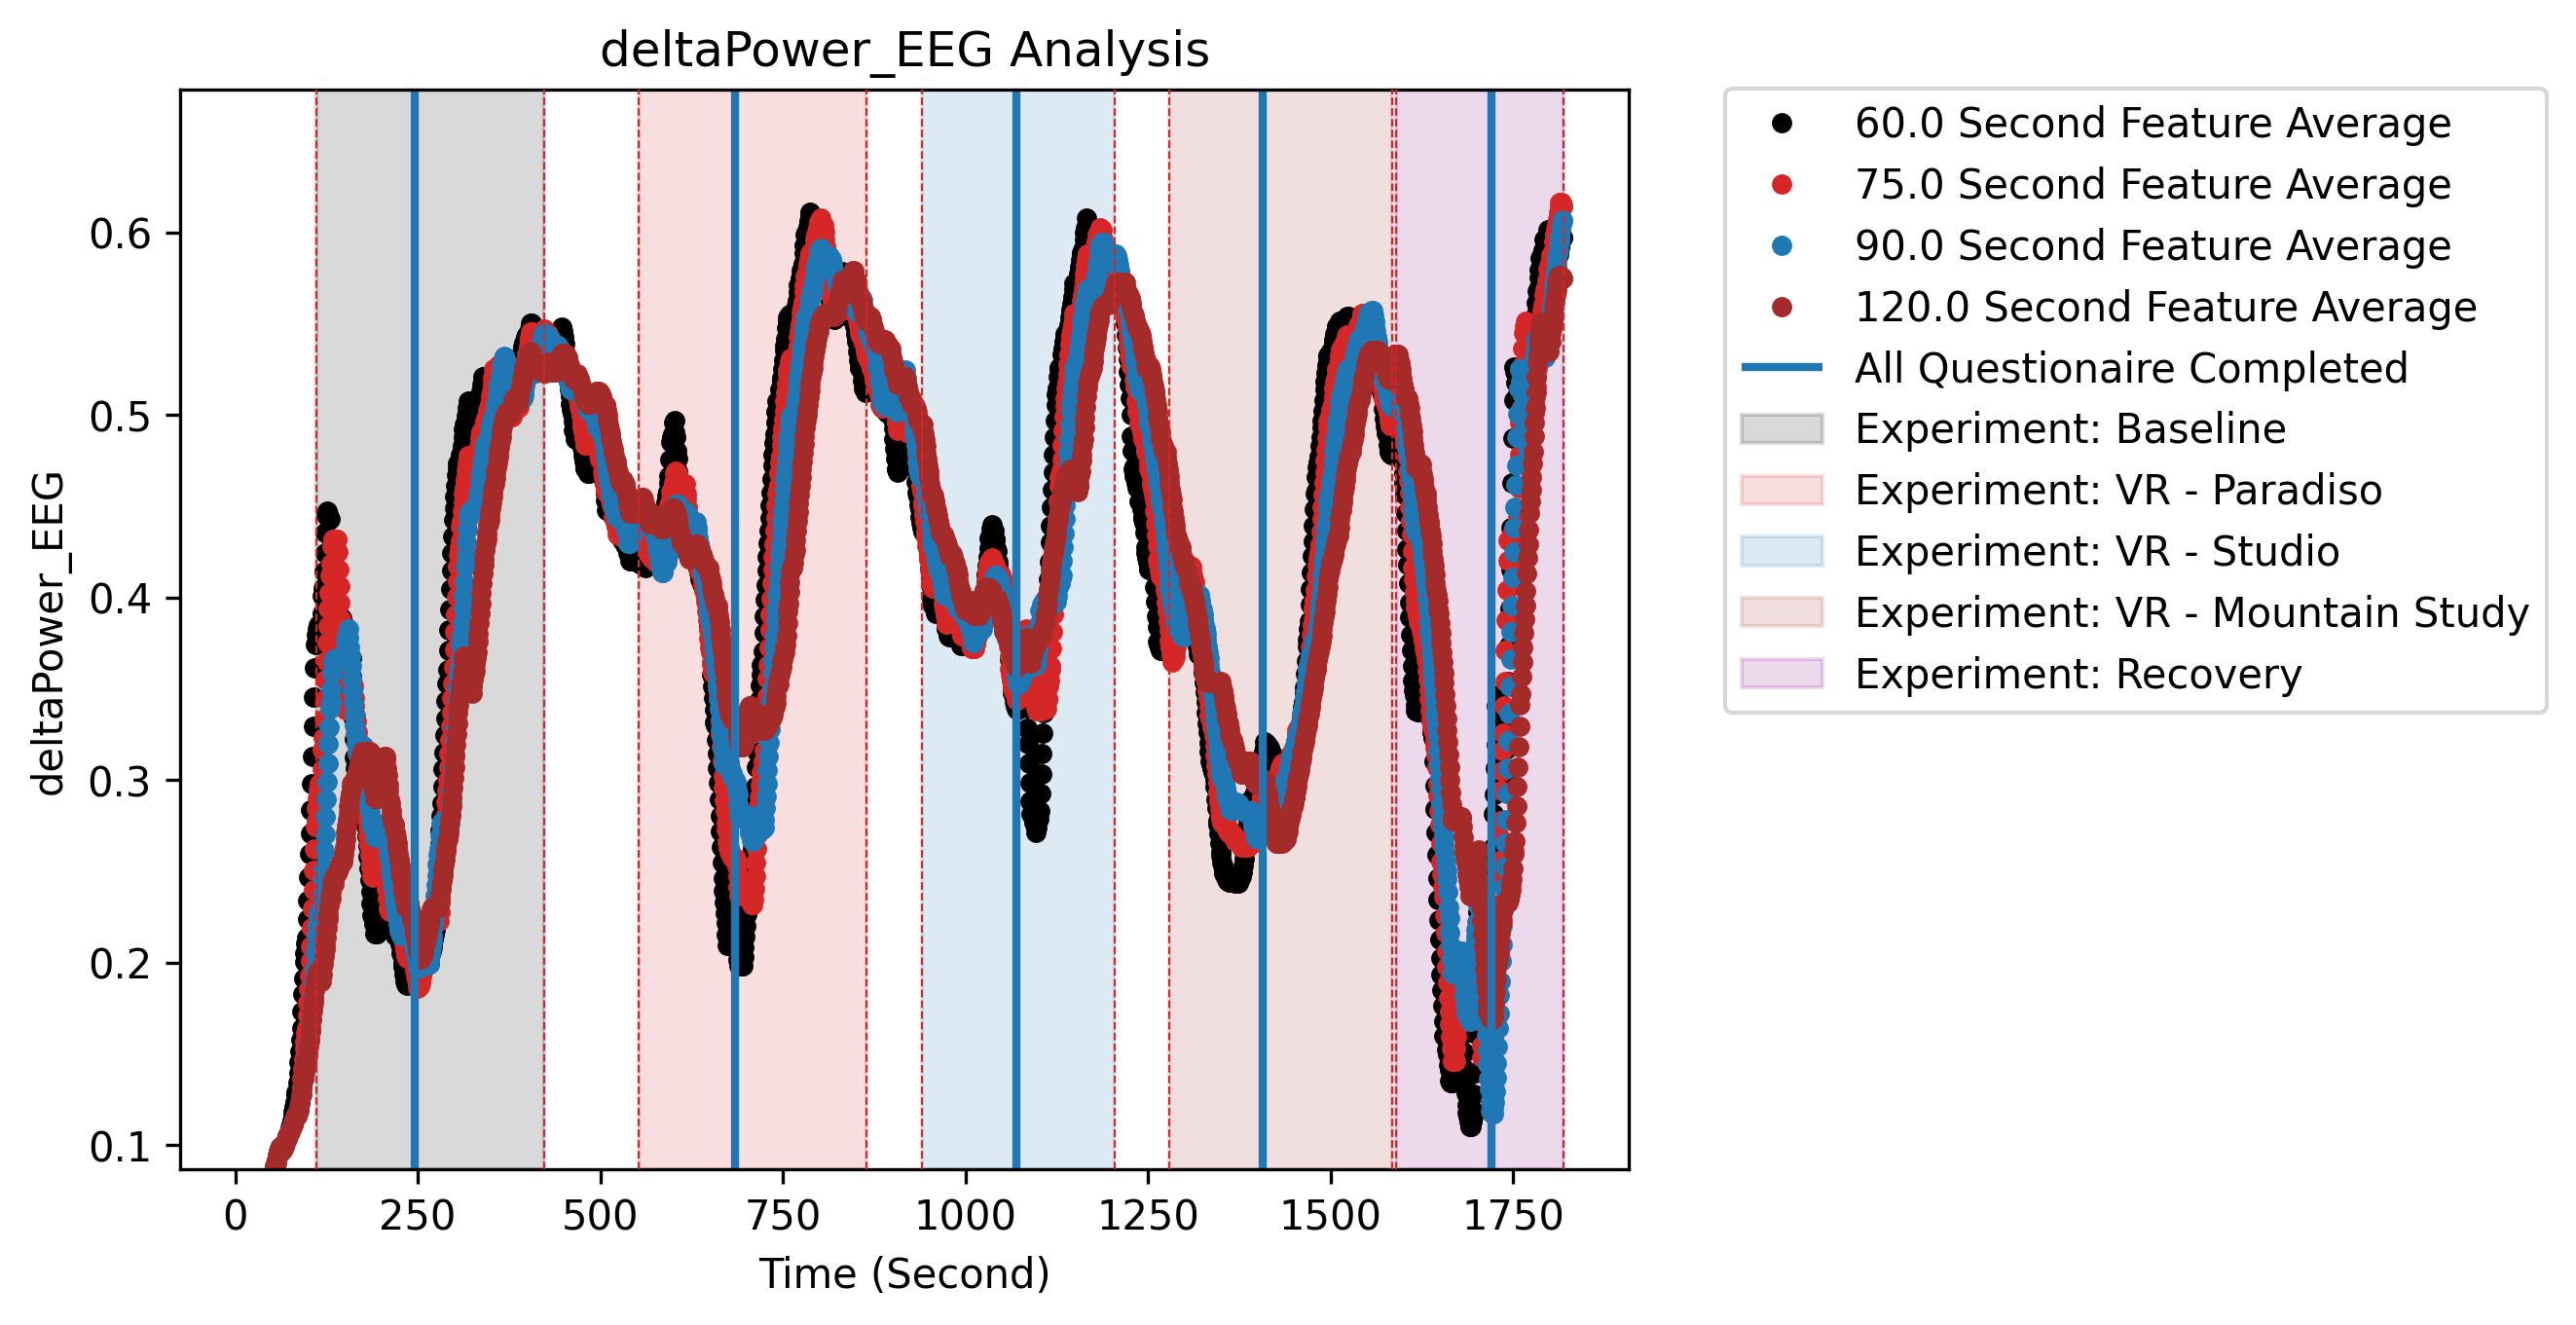 deltaPower_EEG Analysis
deltaPower_EEG
0.6
0.5
0.4
0.3
0.2
0.1
0 250 500 750 1000 1250 1500 1750
Time (Second)
60.0 Second Feature Average
75.0 Second Feature Average
90.0 Second Feature Average
120.0 Second Feature Average
All Questionaire Completed
Experiment: Baseline
Experiment: VR - Paradiso
Experiment: VR - Studio
Experiment: VR - Mountain Study
Experiment: Recovery